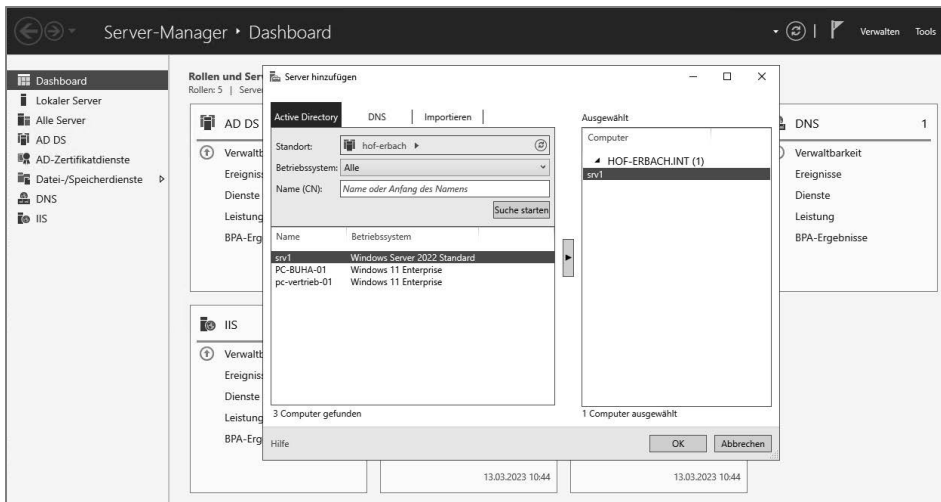 Server-Manager ‣ Dashboard
Verwalten
Tools
Dashboard
Lokaler Server
Alle Server
AD DS
AD-Zertifikatdienste
Datei-/Speicherdienste
DNS
IIS
Rollen und Ser
Rollen: 5 | Serve
AD DS
Verwaltb
Ereignis
Dienste
Leistung
BPA-Erg
IIS
Verwaltb
Ereignis
Dienste
Leistung
BPA-Erg
Server hinzufügen
Active Directory
DNS
Importieren
Standort:
hof-erbach
Betriebssystem:
Alle
Name (CN):
Name oder Anfang des Namens
Suche starten
Name Betriebssystem
srv1 Windows Server 2022 Standard
PC-BUHA-01 Windows 11 Enterprise
pc-vertrieb-01 Windows 11 Enterprise
3 Computer gefunden
Ausgewählt
Computer
HOF-ERBACH.INT (1)
srv1
1 Computer ausgewählt
Hilfe
OK
Abbrechen
DNS 1
Verwaltbarkeit
Ereignisse
Dienste
Leistung
BPA-Ergebnisse
13.03.2023 10:44
13.03.2023 10:44